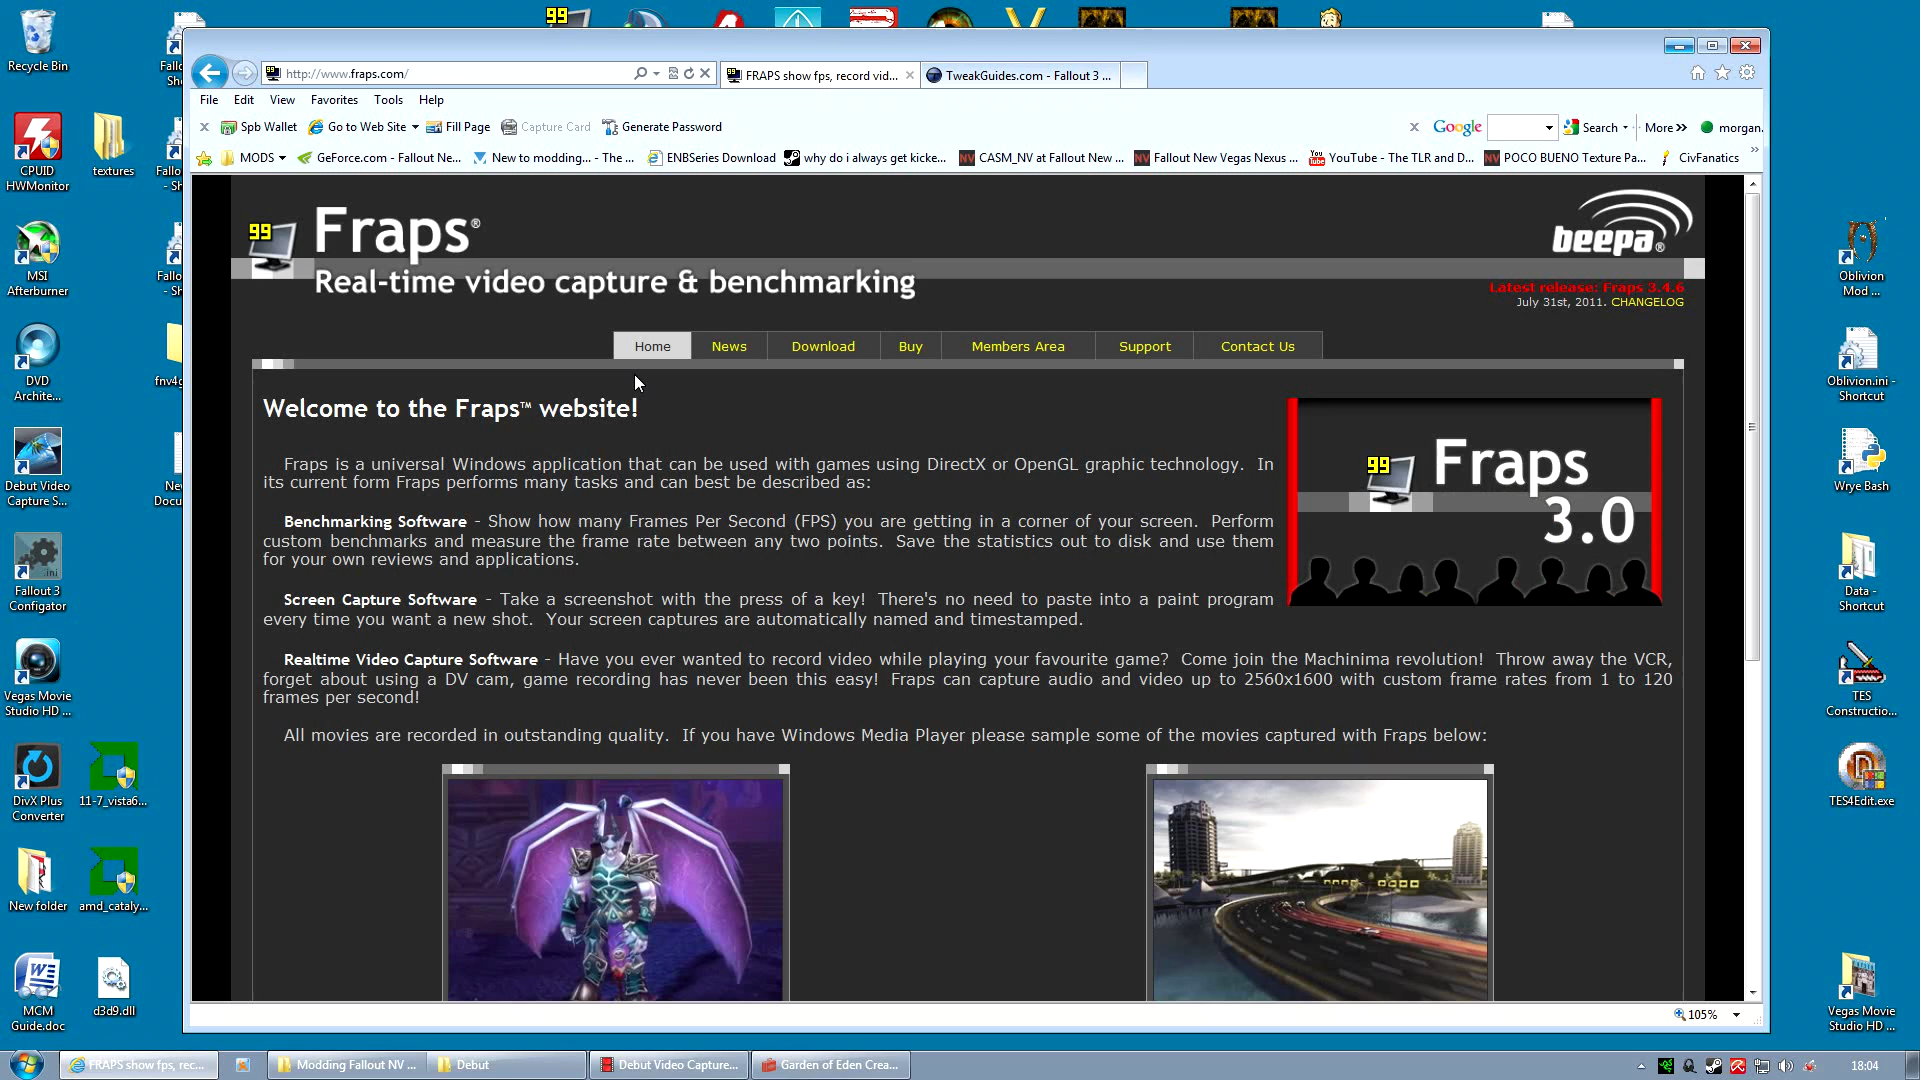 Recycle Bin
CPUID
HWMonitor
textures
MSI
Afterburner
DVD
Archite...
Debut Video
Capture S...
Fallout 3
Configator
Vegas Movie
Studio HD ...
DivX Plus
Converter
11-7_vista6...
New folder
amd_cataly...
MCM
Guide.doc
d3d9.dll
http://www.fraps.com/
FRAPS show fps, record vid...
TweakGuides.com - Fallout 3 ...
File Edit View Favorites Tools Help
Spb Wallet Go to Web Site Fill Page Capture Card Generate Password
Google Search More »
morgan.
MODS GeForce.com - Fallout Ne... New to modding... - The ... ENBSeries Download why do i always get kicke... CASM_NV at Fallout New ... Fallout New Vegas Nexus ... YouTube - The TLR and D... POCO BUENO Texture Pa... CivFanatics
99 Fraps®
Real-time video capture & benchmarking
beepa®
Latest release: Fraps 3.4.6
July 31st, 2011. CHANGELOG
Home News Download Buy Members Area Support Contact Us
Welcome to the Fraps™ website!
Fraps is a universal Windows application that can be used with games using DirectX or OpenGL graphic technology. In
its current form Fraps performs many tasks and can best be described as:
Benchmarking Software - Show how many Frames Per Second (FPS) you are getting in a corner of your screen. Perform
custom benchmarks and measure the frame rate between any two points. Save the statistics out to disk and use them
for your own reviews and applications.
Screen Capture Software - Take a screenshot with the press of a key! There's no need to paste into a paint program
every time you want a new shot. Your screen captures are automatically named and timestamped.
99 Fraps
3.0
Realtime Video Capture Software - Have you ever wanted to record video while playing your favourite game? Come join the Machinima revolution! Throw away the VCR,
forget about using a DV cam, game recording has never been this easy! Fraps can capture audio and video up to 2560x1600 with custom frame rates from 1 to 120
frames per second!
All movies are recorded in outstanding quality. If you have Windows Media Player please sample some of the movies captured with Fraps below:
105%
Oblivion
Mod ...
Oblivion.ini -
Shortcut
Wrye Bash
Data -
Shortcut
TES
Constructio...
TES4Edit.exe
Vegas Movie
Studio HD ...
FRAPS show fps, rec... Modding Fallout NV ... Debut Debut Video Capture... Garden of Eden Crea... 18:04